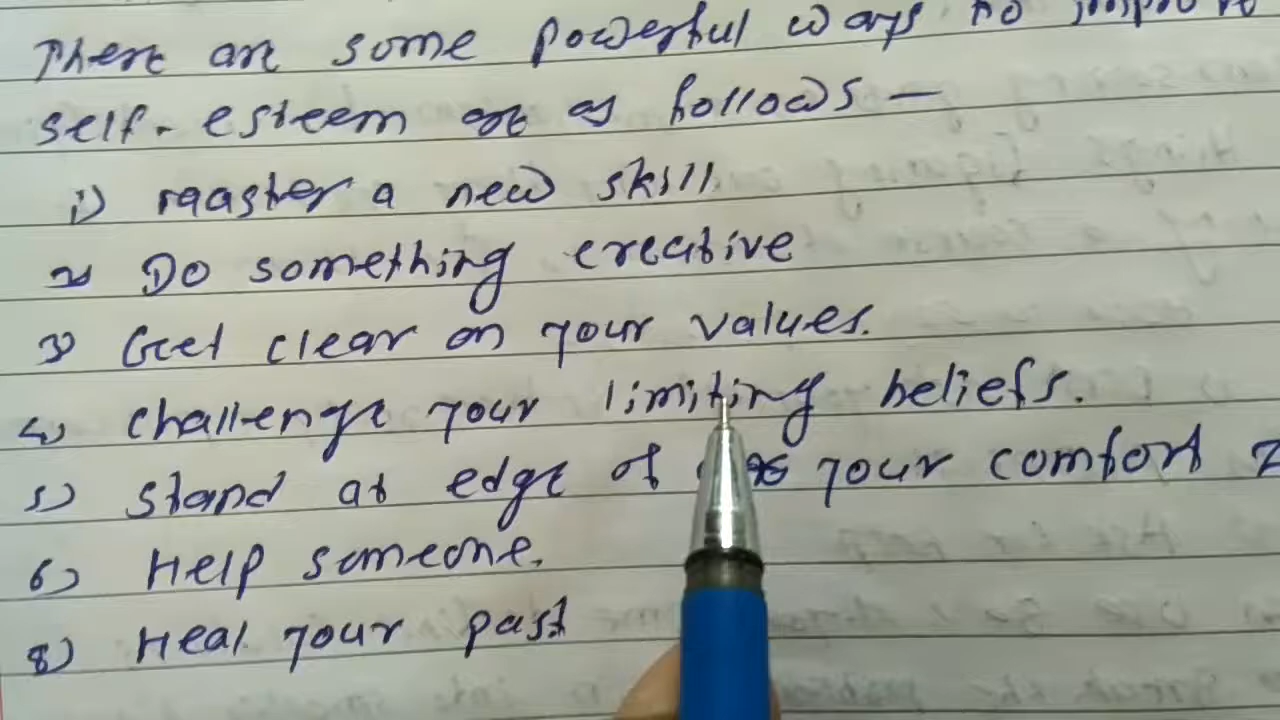 There are some powerful ways to improve
self-esteem are as follows —
1) Master a new skill
2) Do something creative
3) Get clear on your values.
4) Challenge your limiting beliefs.
5) Stand at edge of your comfort z
6) Help someone.
8) Heal your past